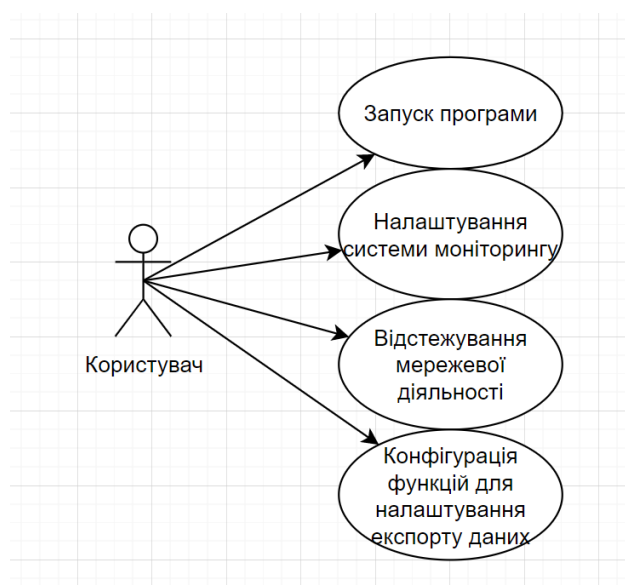 Запуск програми
Налаштування
системи моніторингу
Відстежування
мережевої
діяльності
Користувач
Конфігурація
функцій для
налаштування
експорту даних